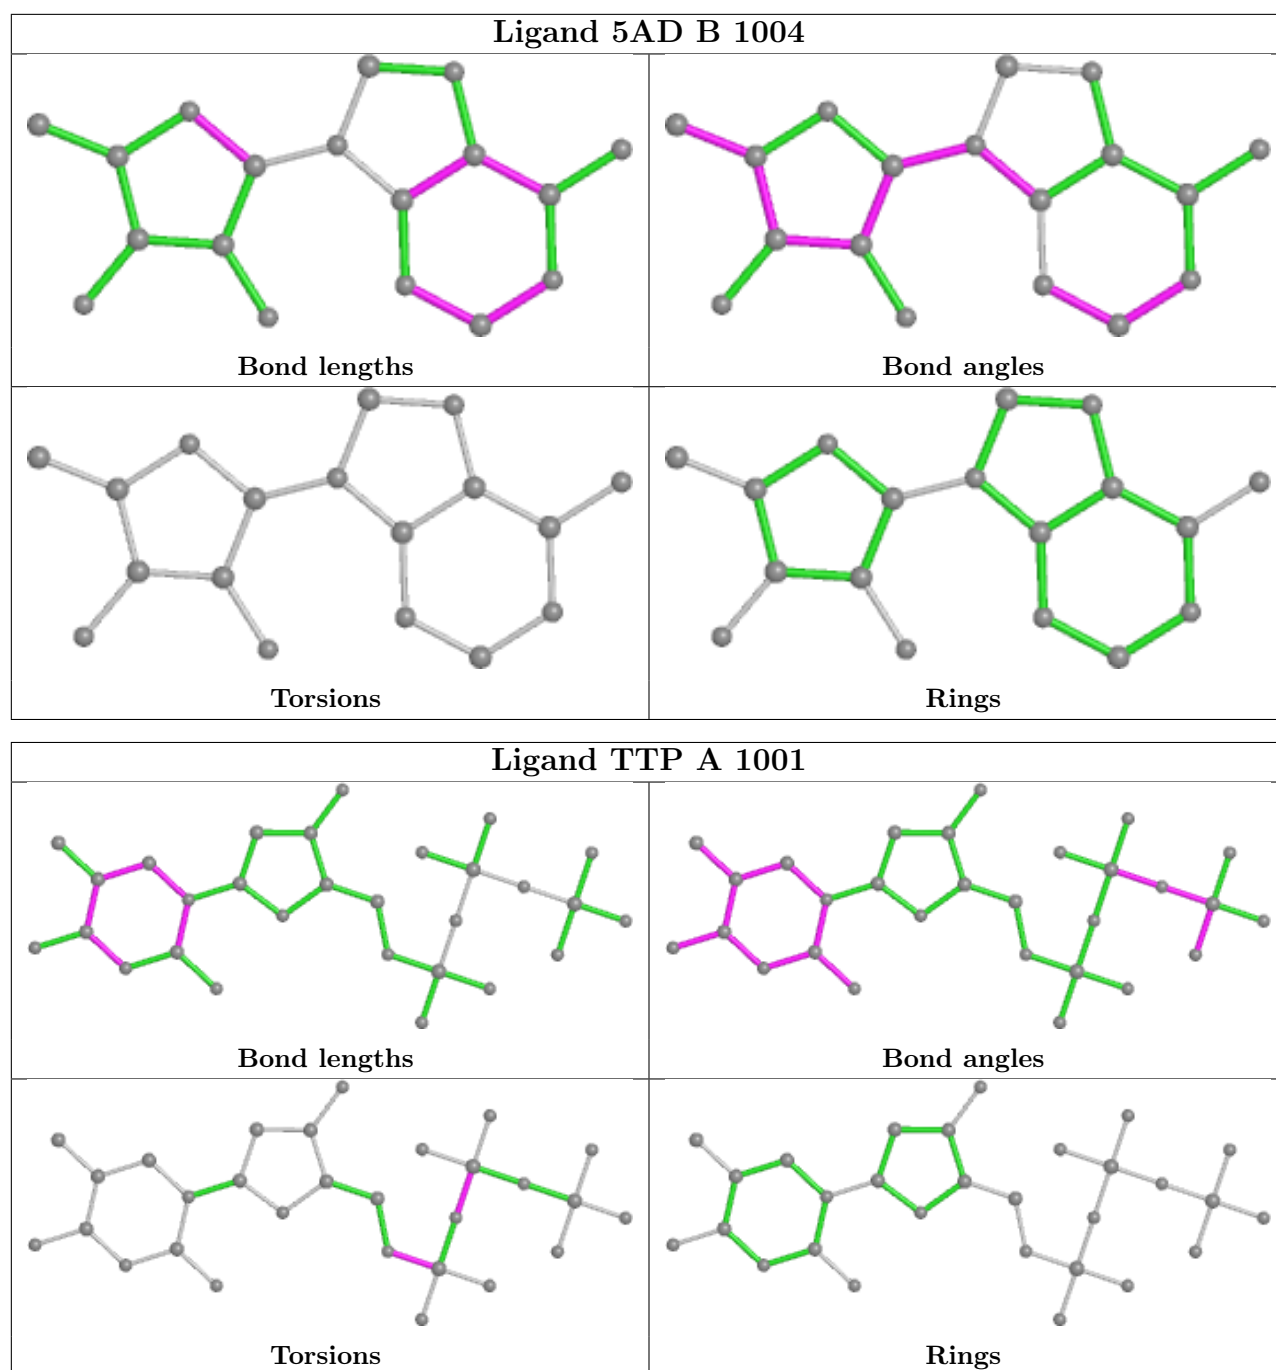 Ligand 5AD B 1004
Bond lengths
Bond angles
Torsions
Rings
Ligand TTP A 1001
Bond lengths
Bond angles
Torsions
Rings